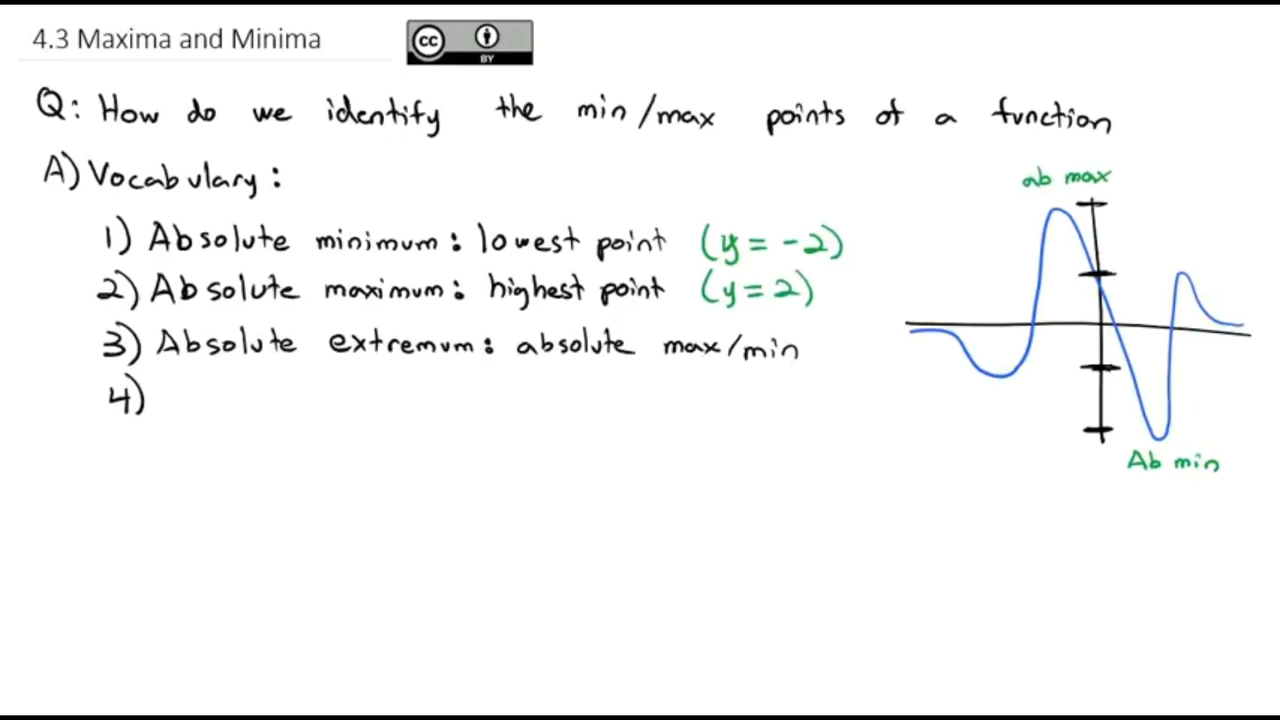 4.3 Maxima and Minima
CC BY
Q: How do we identify the min/max points of a function
A) Vocabulary:
1) Absolute minimum: lowest point (y = -2)
2) Absolute maximum: highest point (y = 2)
3) Absolute extremum: absolute max/min
4)
ab max
Ab min